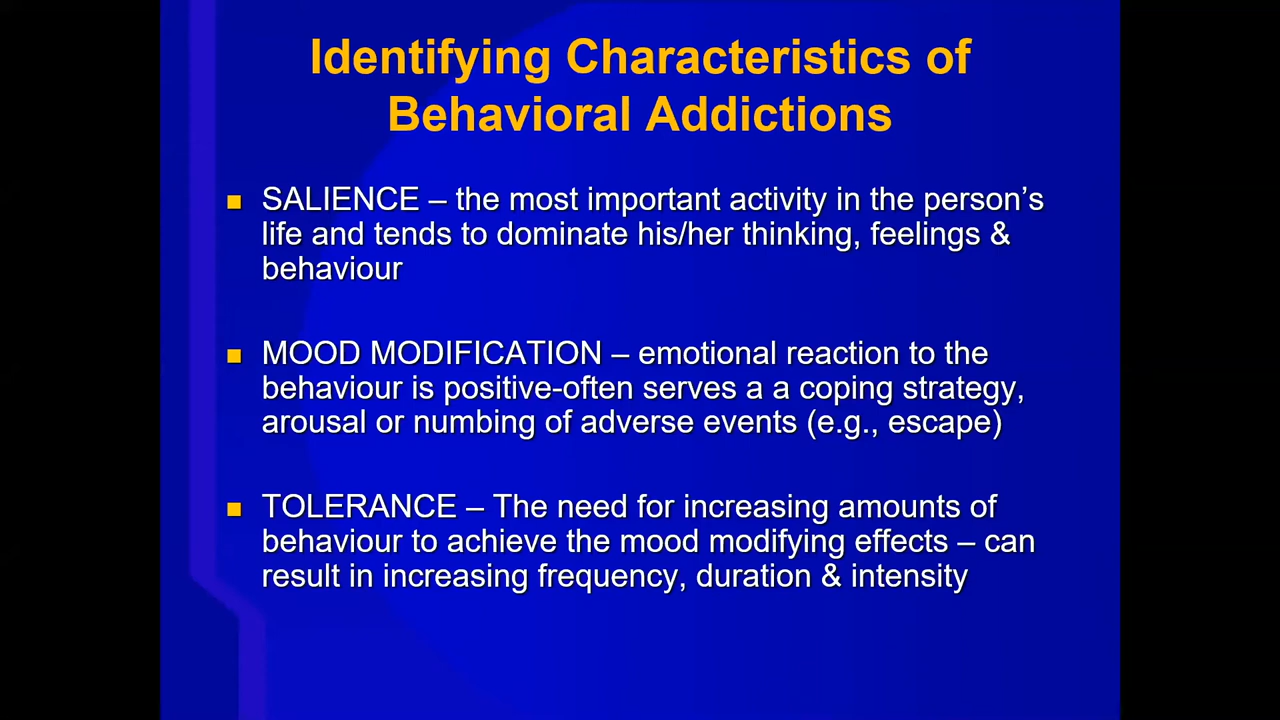 Identifying Characteristics of
Behavioral Addictions
SALIENCE – the most important activity in the person’s
life and tends to dominate his/her thinking, feelings &
behaviour
MOOD MODIFICATION – emotional reaction to the
behaviour is positive-often serves a a coping strategy,
arousal or numbing of adverse events (e.g., escape)
TOLERANCE – The need for increasing amounts of
behaviour to achieve the mood modifying effects – can
result in increasing frequency, duration & intensity